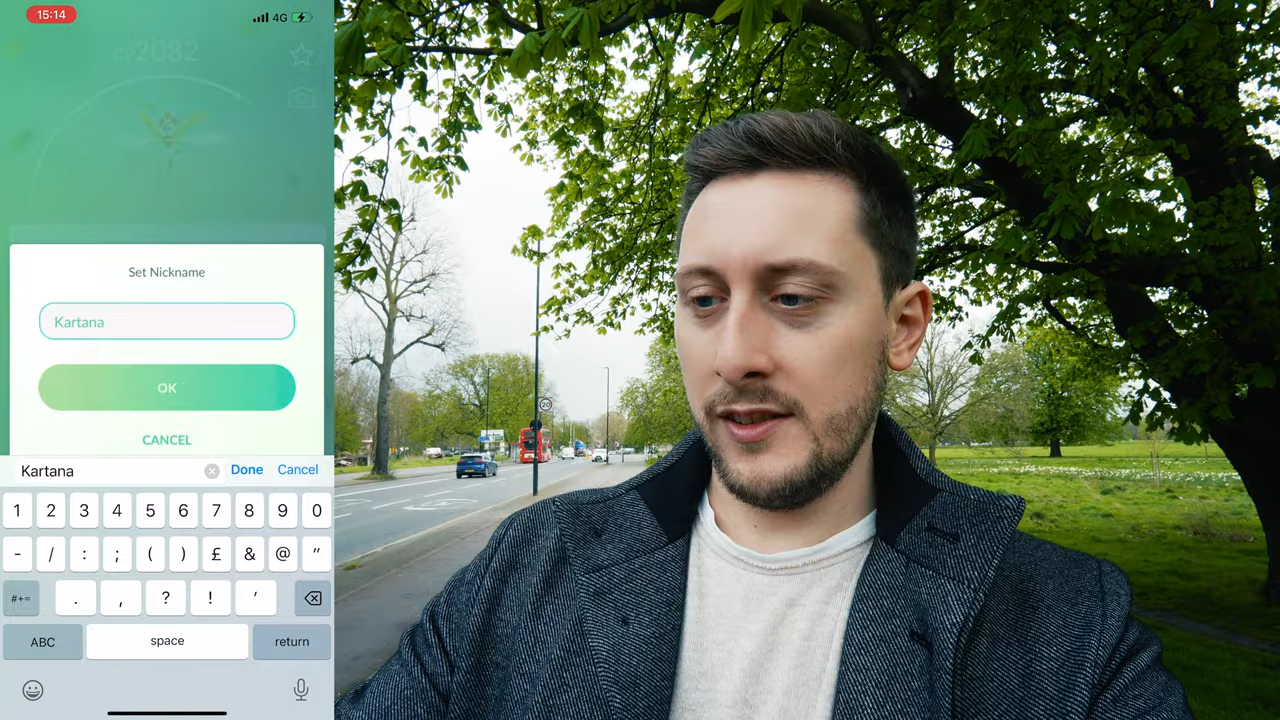 15:14
4G
CP2082
Set Nickname
Kartana
OK
CANCEL
Kartana
Done
Cancel
1 2 3 4 5 6 7 8 9 0
- / : ; ( ) £ & @ "
#+= . , ? ! '
ABC
space
return
20